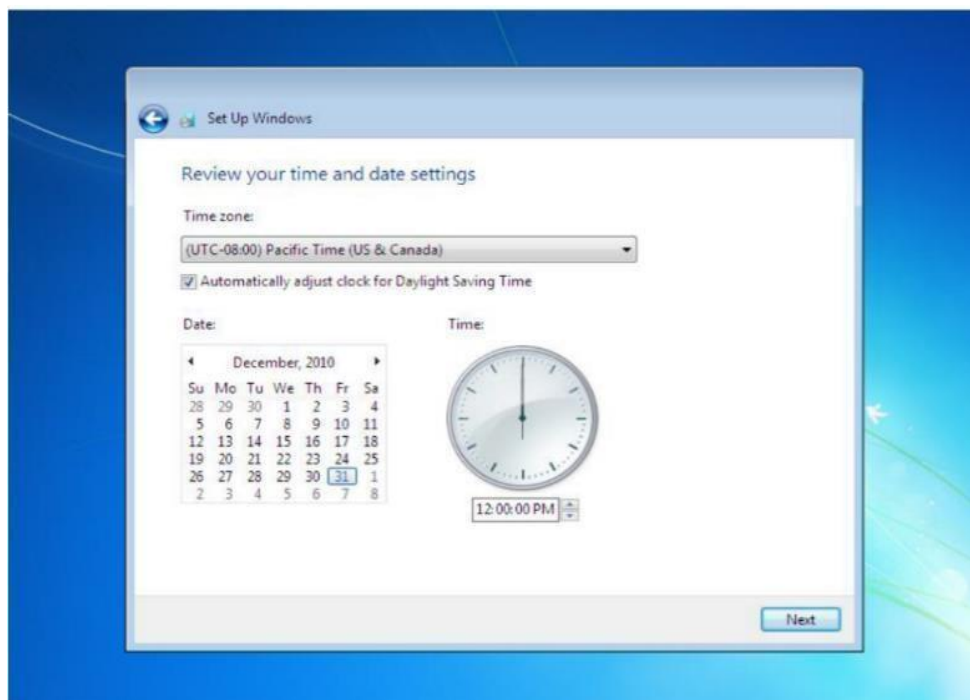 Set Up Windows
Review your time and date settings
Time zone:
(UTC-08:00) Pacific Time (US & Canada)
Automatically adjust clock for Daylight Saving Time
Date:
Time:
December, 2010
Su Mo Tu We Th Fr Sa
28 29 30 1 2 3 4
5 6 7 8 9 10 11
12 13 14 15 16 17 18
19 20 21 22 23 24 25
26 27 28 29 30 31 1
2 3 4 5 6 7 8
12:00:00 PM
Next